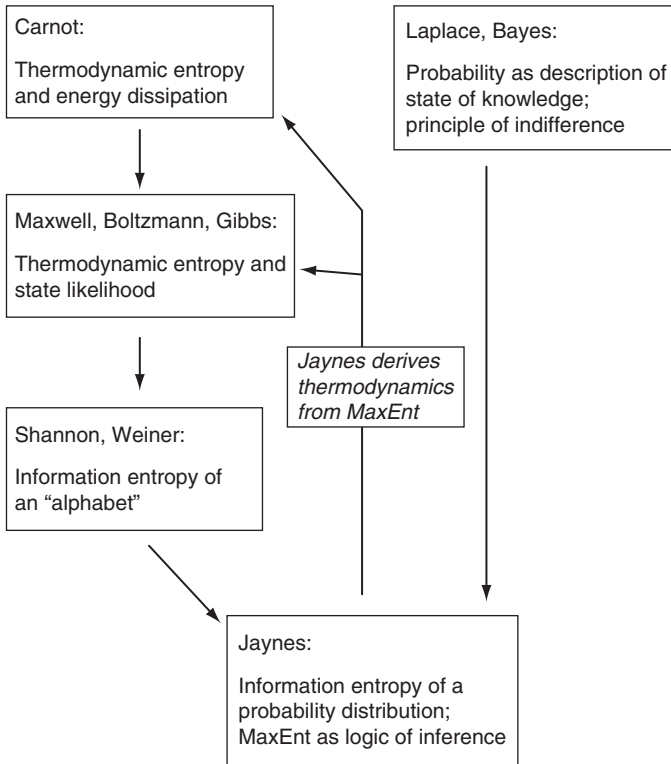 Carnot:
Thermodynamic entropy
and energy dissipation
Laplace, Bayes:
Probability as description of
state of knowledge;
principle of indifference
Maxwell, Boltzmann, Gibbs:
Thermodynamic entropy and
state likelihood
Jaynes derives
thermodynamics
from MaxEnt
Shannon, Weiner:
Information entropy of
an “alphabet”
Jaynes:
Information entropy of a
probability distribution;
MaxEnt as logic of inference